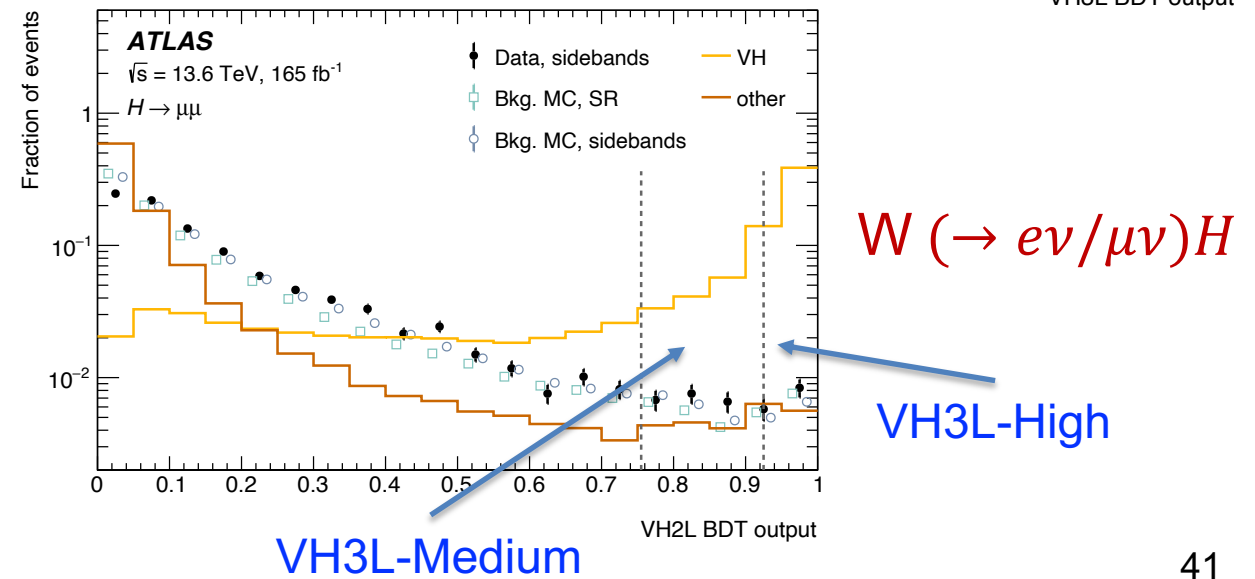 VH3L BDT output
Fraction of events
ATLAS
√s = 13.6 TeV, 165 fb⁻¹
H → μμ
Data, sidebands
Bkg. MC, SR
Bkg. MC, sidebands
VH
other
1
10⁻¹
10⁻²
0 0.1 0.2 0.3 0.4 0.5 0.6 0.7 0.8 0.9 1
VH2L BDT output
W (→ eν/μν)H
VH3L-High
VH3L-Medium
41